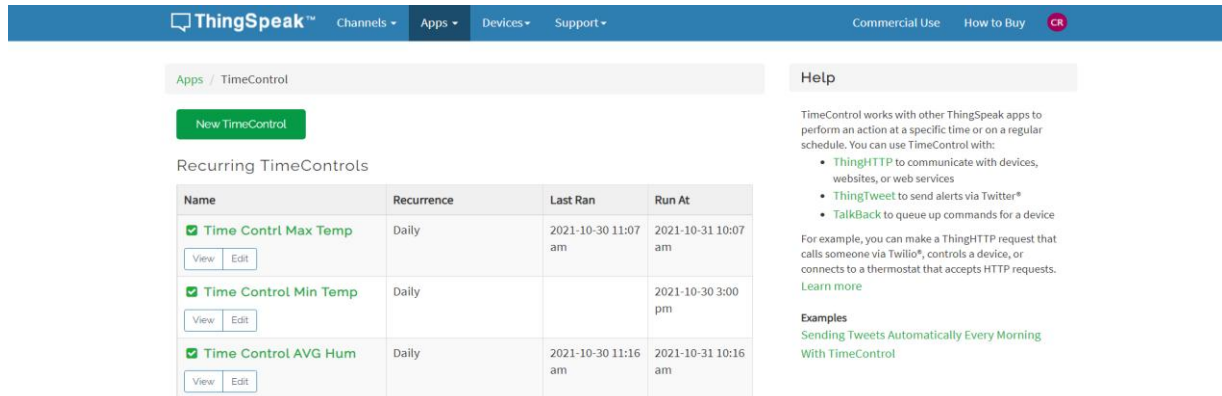 ThingSpeak™ Channels Apps Devices Support Commercial Use How to Buy CR
Apps / TimeControl
New TimeControl
Recurring TimeControls
Name Recurrence Last Ran Run At
Time Contrl Max Temp Daily 2021-10-30 11:07 2021-10-31 10:07
am am
View Edit
Time Control Min Temp Daily 2021-10-30 3:00
pm
View Edit
Time Control AVG Hum Daily 2021-10-30 11:16 2021-10-31 10:16
am am
View Edit
Help
TimeControl works with other ThingSpeak apps to
perform an action at a specific time or on a regular
schedule. You can use TimeControl with:
ThingHTTP to communicate with devices,
websites, or web services
ThingTweet to send alerts via Twitter®
TalkBack to queue up commands for a device
For example, you can make a ThingHTTP request that
calls someone via Twilio®, controls a device, or
connects to a thermostat that accepts HTTP requests.
Learn more
Examples
Sending Tweets Automatically Every Morning
With TimeControl